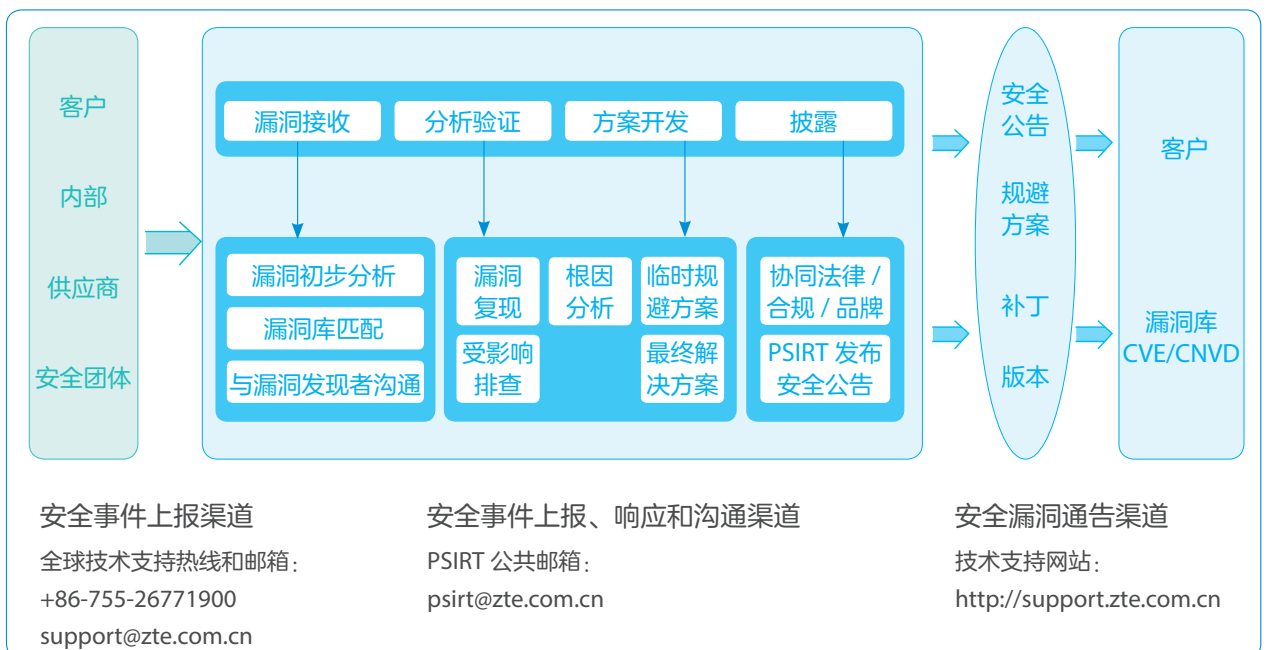 客户
内部
供应商
安全团体
漏洞接收
分析验证
方案开发
披露
漏洞初步分析
漏洞库匹配
与漏洞发现者沟通
漏洞
复现
根因
分析
临时规
避方案
受影响
排查
最终解
决方案
协同法律 /
合规 / 品牌
PSIRT 发布
安全公告
安全
公告
规避
方案
补丁
版本
客户
漏洞库
CVE/CNVD
安全事件上报渠道
全球技术支持热线和邮箱：
+86-755-26771900
support@zte.com.cn
安全事件上报、响应和沟通渠道
PSIRT 公共邮箱：
psirt@zte.com.cn
安全漏洞通告渠道
技术支持网站：
http://support.zte.com.cn